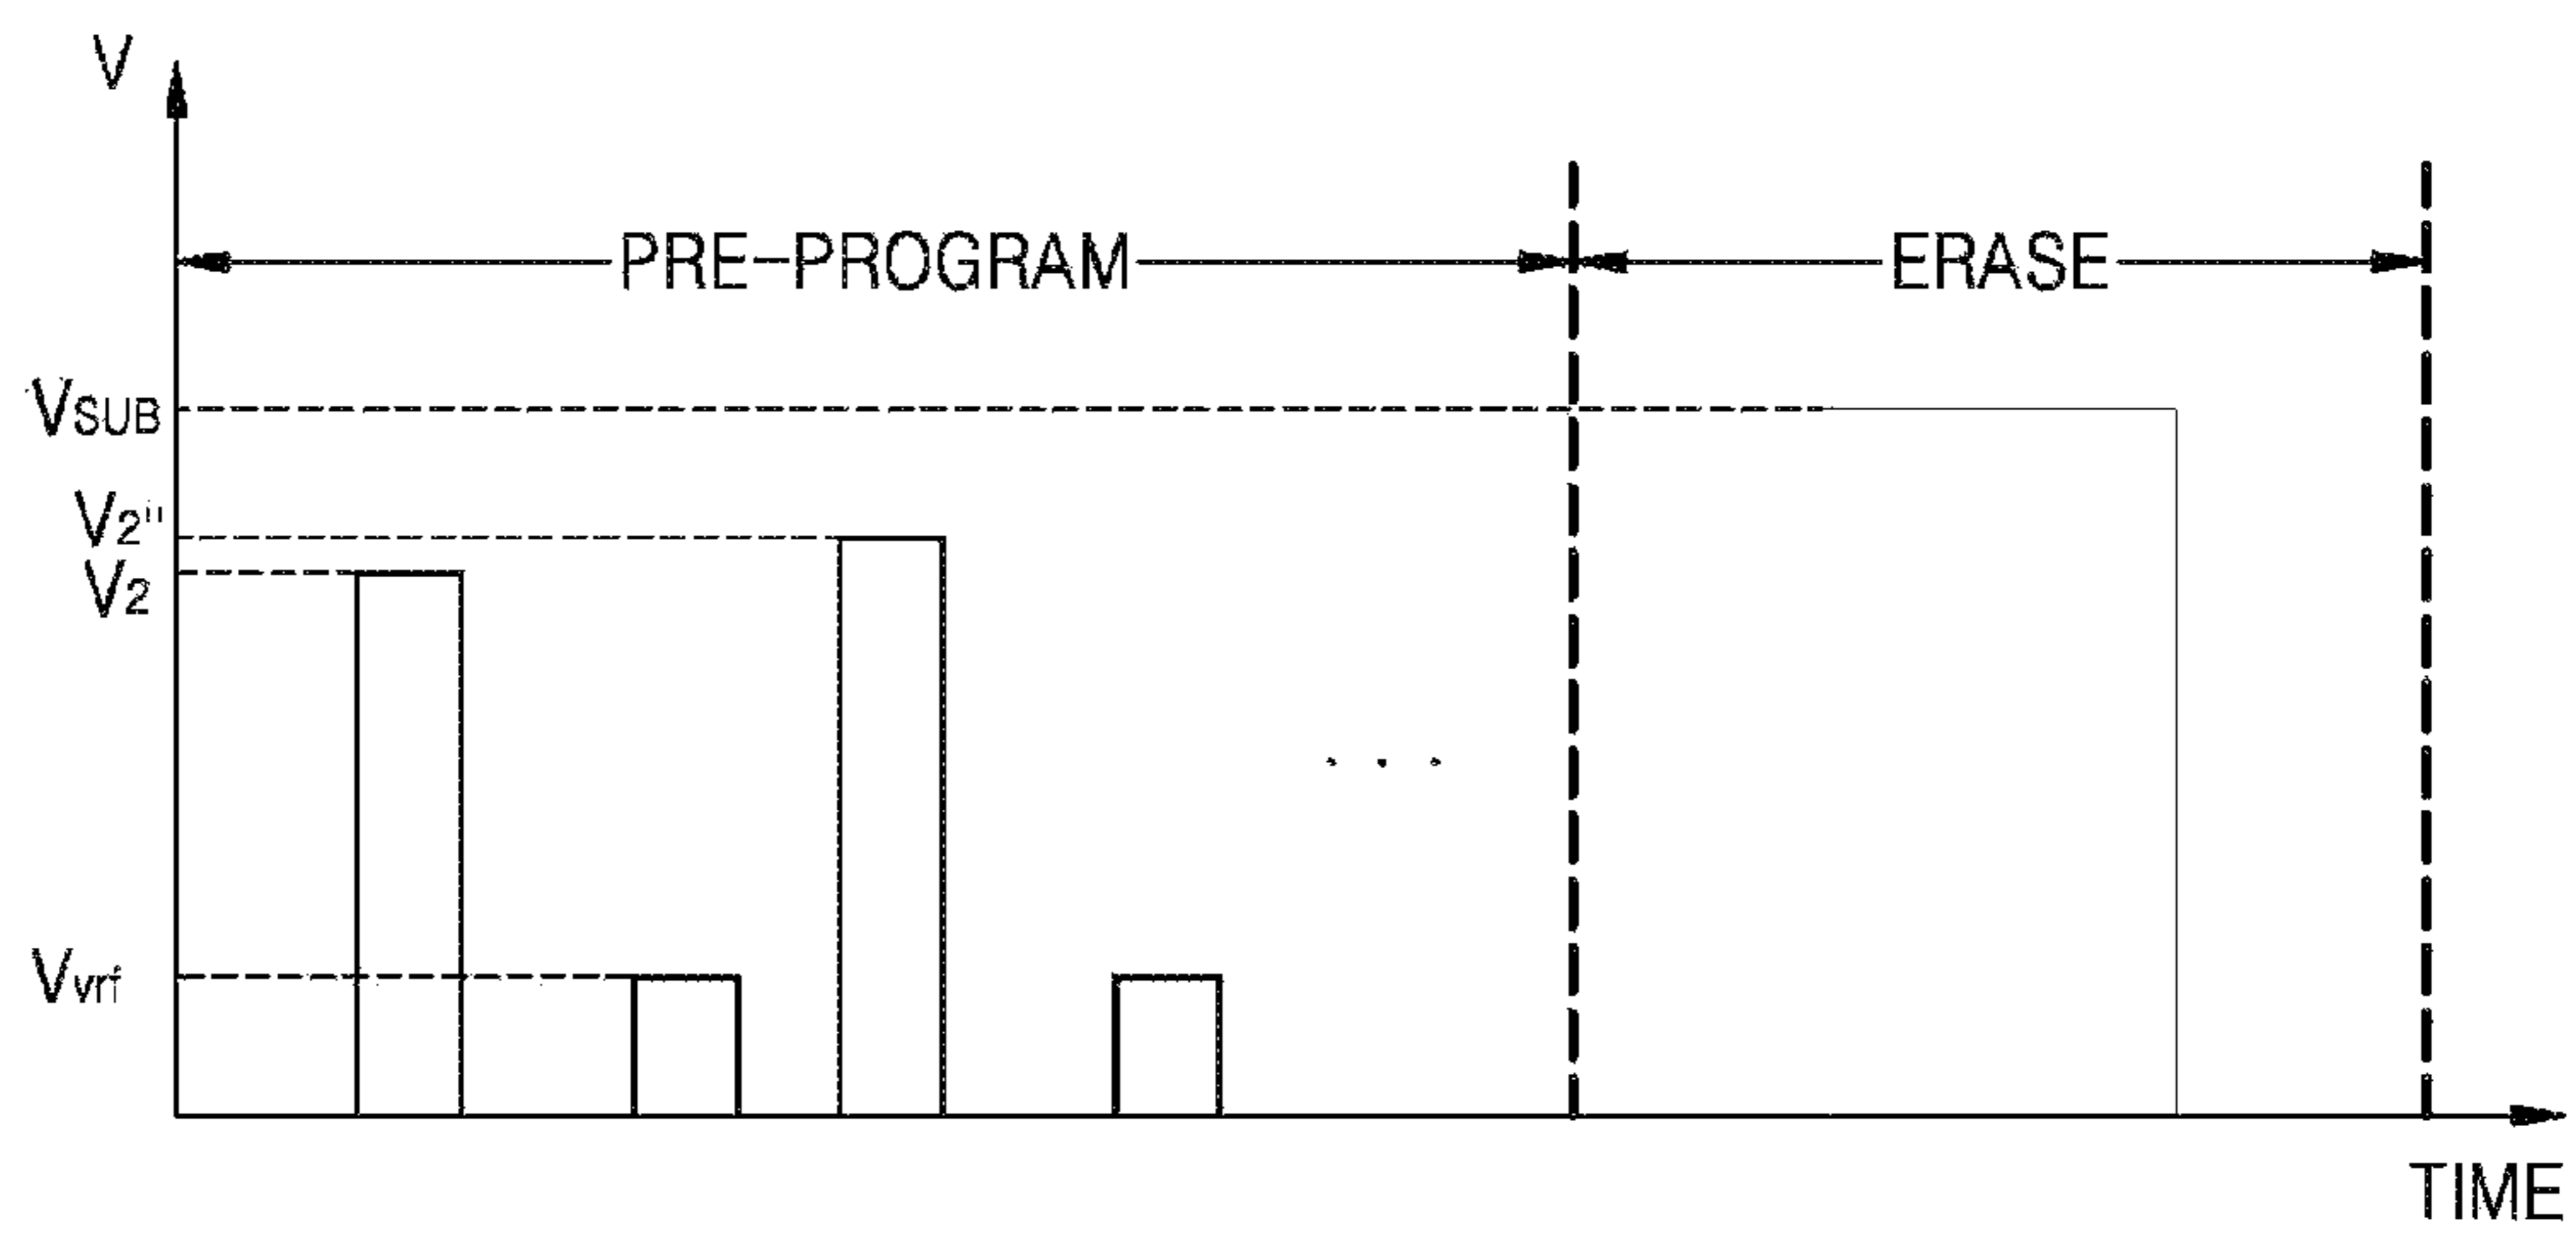 V
PRE-PROGRAM
ERASE
VSUB
V2"
V2
. . .
Vvrf
TIME